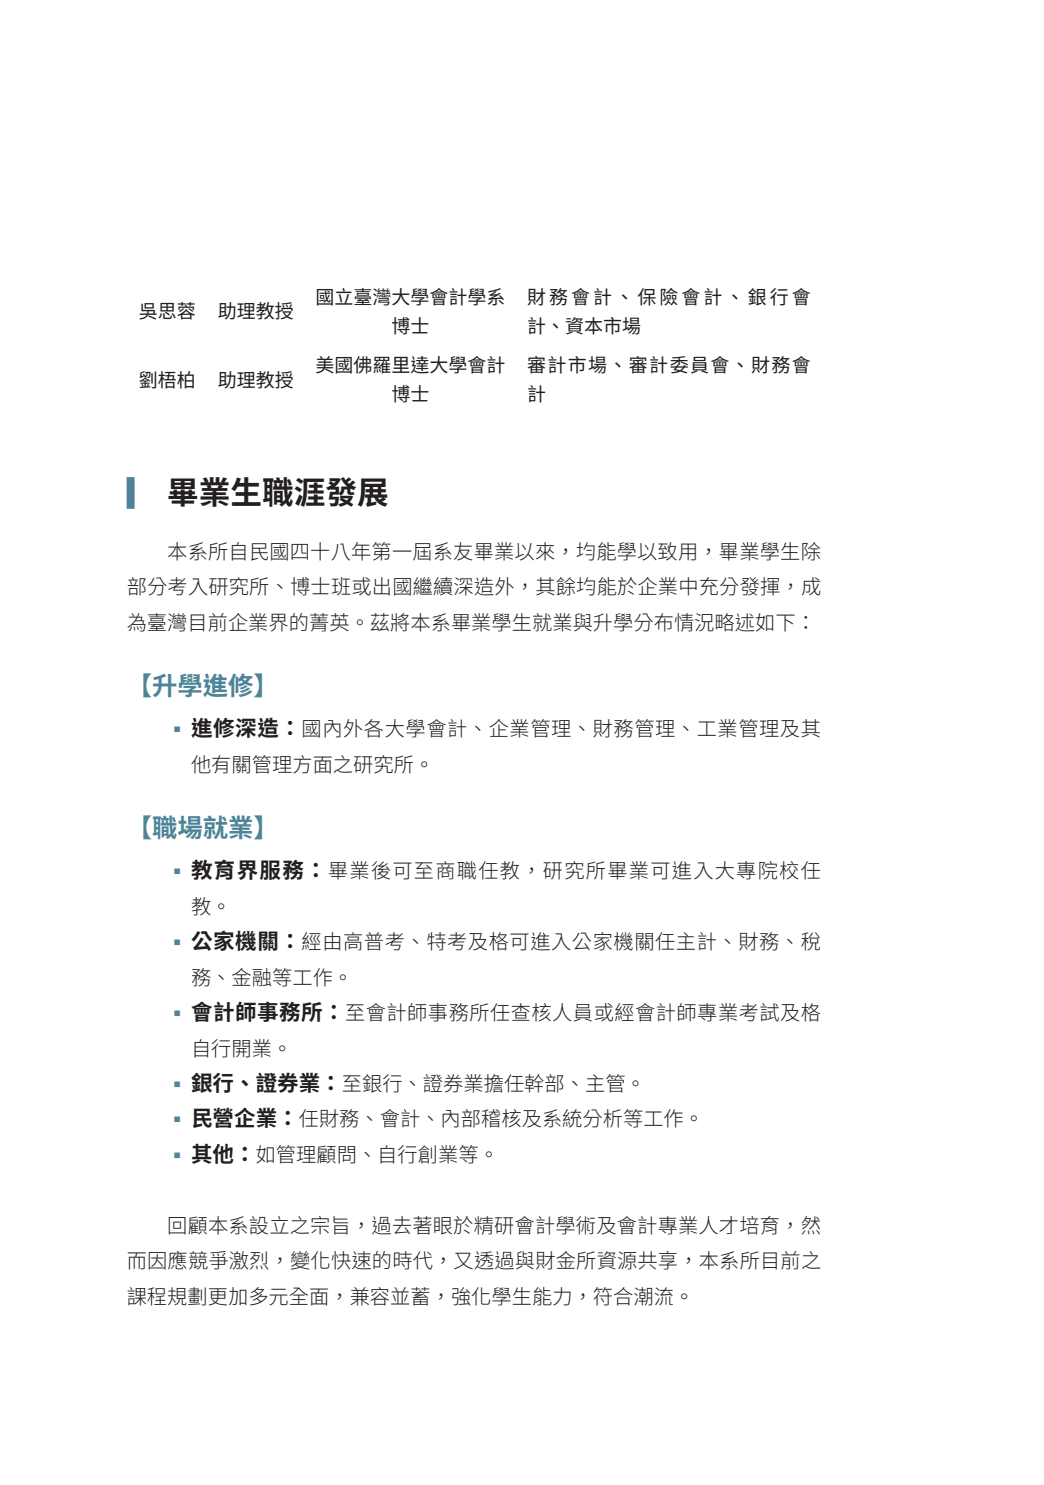 吳思蓉 助理教授 國立臺灣大學會計學系博士 財務會計、保險會計、銀行會計、資本市場
劉梧柏 助理教授 美國佛羅里達大學會計博士 審計市場、審計委員會、財務會計
畢業生職涯發展
本系所自民國四十八年第一屆系友畢業以來，均能學以致用，畢業學生除
部分考入研究所、博士班或出國繼續深造外，其餘均能於企業中充分發揮，成
為臺灣目前企業界的菁英。茲將本系畢業學生就業與升學分布情況略述如下：
【升學進修】
▪ 進修深造：國內外各大學會計、企業管理、財務管理、工業管理及其
他有關管理方面之研究所。
【職場就業】
▪ 教育界服務：畢業後可至商職任教，研究所畢業可進入大專院校任
教。
▪ 公家機關：經由高普考、特考及格可進入公家機關任主計、財務、稅
務、金融等工作。
▪ 會計師事務所：至會計師事務所任查核人員或經會計師專業考試及格
自行開業。
▪ 銀行、證券業：至銀行、證券業擔任幹部、主管。
▪ 民營企業：任財務、會計、內部稽核及系統分析等工作。
▪ 其他：如管理顧問、自行創業等。
回顧本系設立之宗旨，過去著眼於精研會計學術及會計專業人才培育，然
而因應競爭激烈，變化快速的時代，又透過與財金所資源共享，本系所目前之
課程規劃更加多元全面，兼容並蓄，強化學生能力，符合潮流。